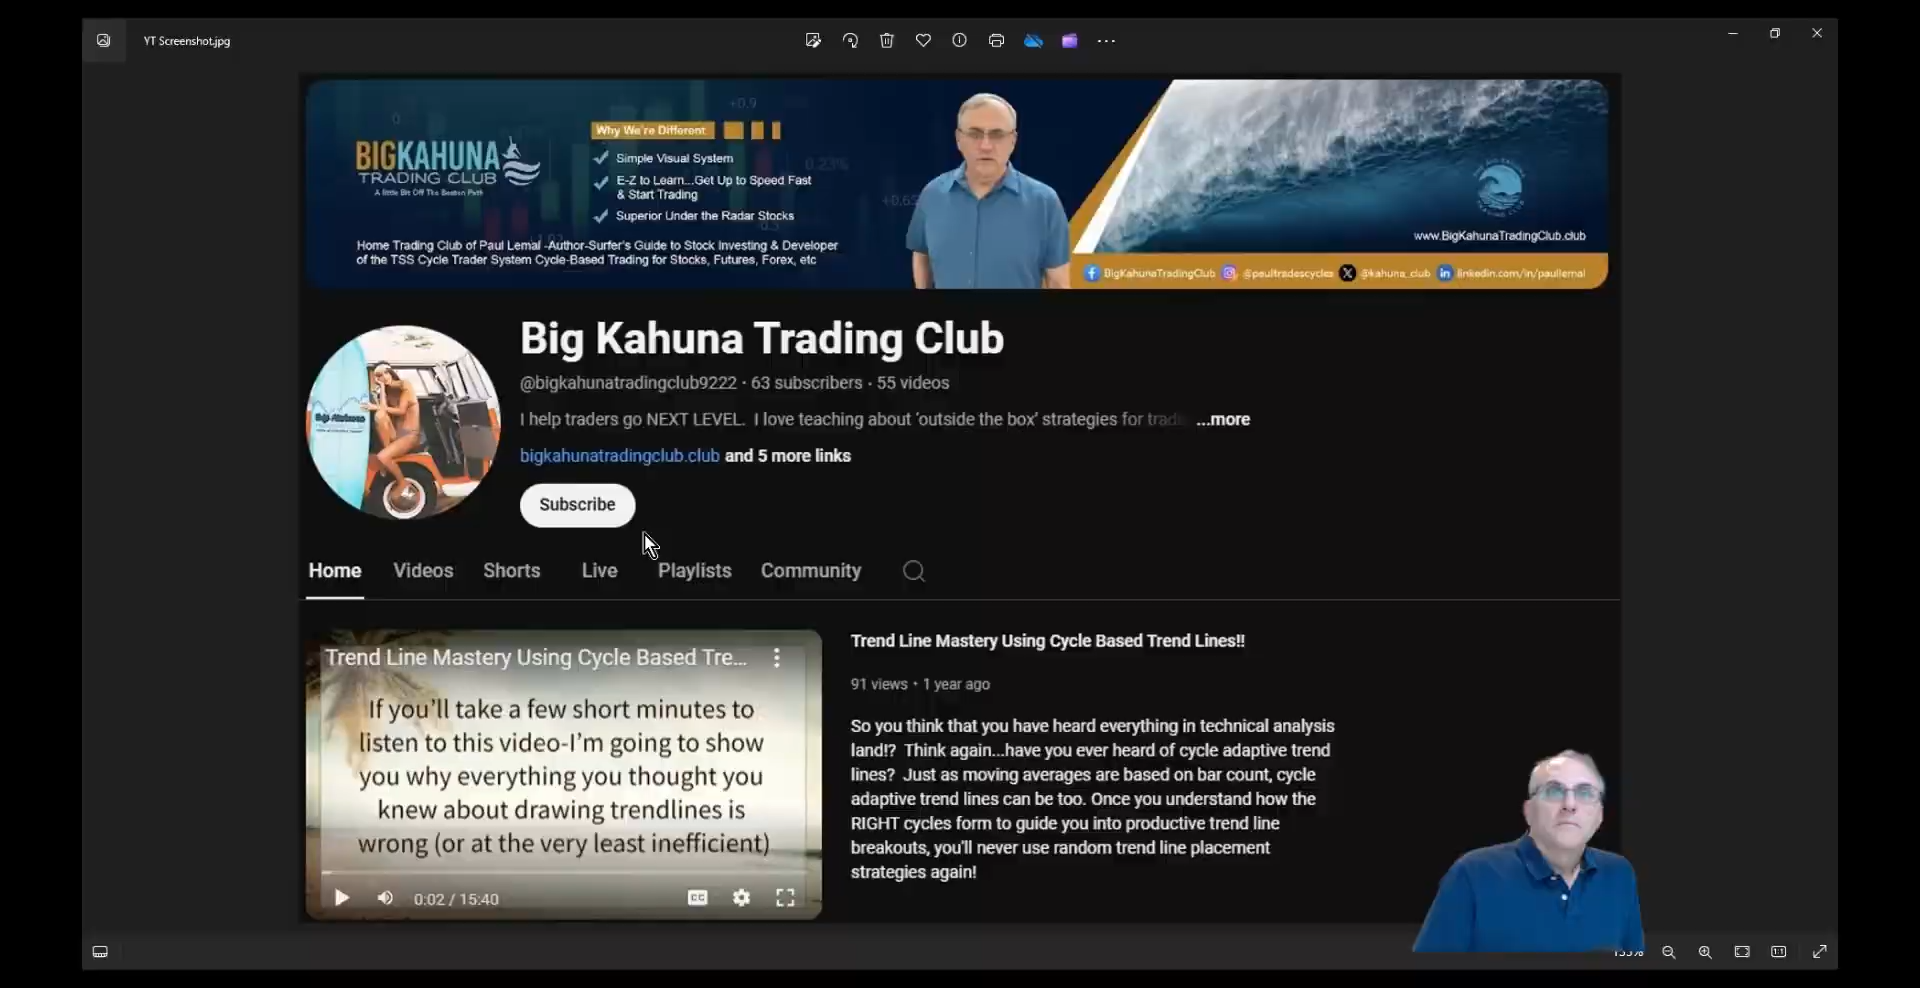 YT Screenshot.jpg
BIGKAHUNA
TRADING CLUB
A little Bit Off The Beaten Path
Why We're Different
Simple Visual System
E-Z to Learn...Get Up to Speed Fast
& Start Trading
Superior Under the Radar Stocks
Home Trading Club of Paul Lemal -Author-Surfer's Guide to Stock Investing & Developer
of the TSS Cycle Trader System Cycle-Based Trading for Stocks, Futures, Forex, etc
+0.9
0.23%
www.BigKahunaTradingClub.club
BigKahunaTradingClub @paultradescycles @kahuna_club linkedin.com/in/paullemal
Big Kahuna Trading Club
@bigkahunatradingclub9222 · 63 subscribers · 55 videos
I help traders go NEXT LEVEL. I love teaching about 'outside the box' strategies for ...more
bigkahunatradingclub.club and 5 more links
Subscribe
Home Videos Shorts Live Playlists Community
Trend Line Mastery Using Cycle Based Tre...
If you'll take a few short minutes to
listen to this video-I'm going to show
you why everything you thought you
knew about drawing trendlines is
wrong (or at the very least inefficient)
0:02 / 15:40
CC
Trend Line Mastery Using Cycle Based Trend Lines!!
91 views · 1 year ago
So you think that you have heard everything in technical analysis
land!? Think again...have you ever heard of cycle adaptive trend
lines? Just as moving averages are based on bar count, cycle
adaptive trend lines can be too. Once you understand how the
RIGHT cycles form to guide you into productive trend line
breakouts, you'll never use random trend line placement
strategies again!